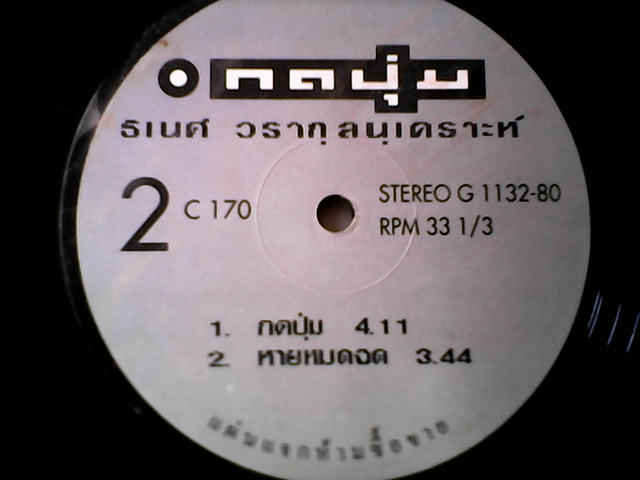 กดปุ่ม
ธเนศ วรากุลนุเคราะห์
2 C 170 STEREO G 1132-80
RPM 33 1/3
1. กดปุ่ม 4.11
2. หายหมดฉด 3.44
แผ่นแจกห้ามซื้อขาย